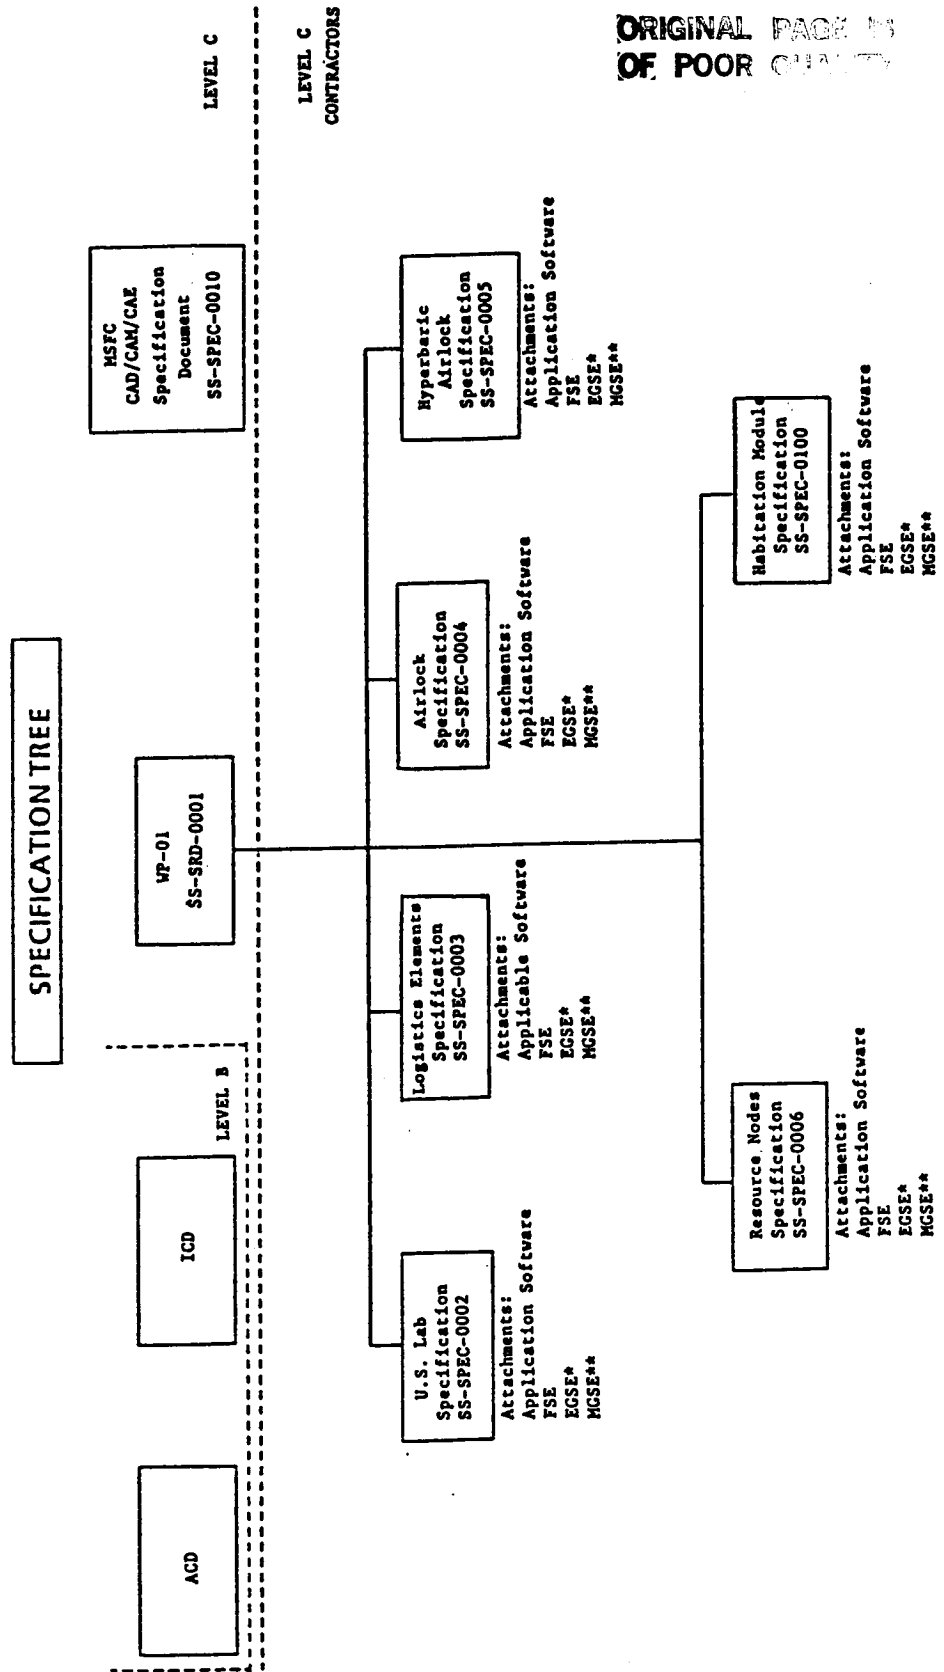 ORIGINAL PAGE IS
OF POOR QUALITY
SPECIFICATION TREE
ACD
ICD
LEVEL B
WP-01
SS-SRD-0001
MSFC
CAD/CAM/CAE
Specification
Document
SS-SPEC-0010
LEVEL C
LEVEL C
CONTRACTORS
U.S. Lab
Specification
SS-SPEC-0002
Attachments:
Application Software
FSE
EGSE*
MGSE**
Logistics Elements
Specification
SS-SPEC-0003
Attachments:
Applicable Software
FSE
EGSE*
MGSE**
Airlock
Specification
SS-SPEC-0004
Attachments:
Application Software
FSE
EGSE*
MGSE**
Hyperbaric
Airlock
Specification
SS-SPEC-0005
Attachments:
Application Software
FSE
EGSE*
MGSE**
Resource Nodes
Specification
SS-SPEC-0006
Attachments:
Application Software
FSE
EGSE*
MGSE**
Habitation Module
Specification
SS-SPEC-0100
Attachments:
Application Software
FSE
EGSE*
MGSE**